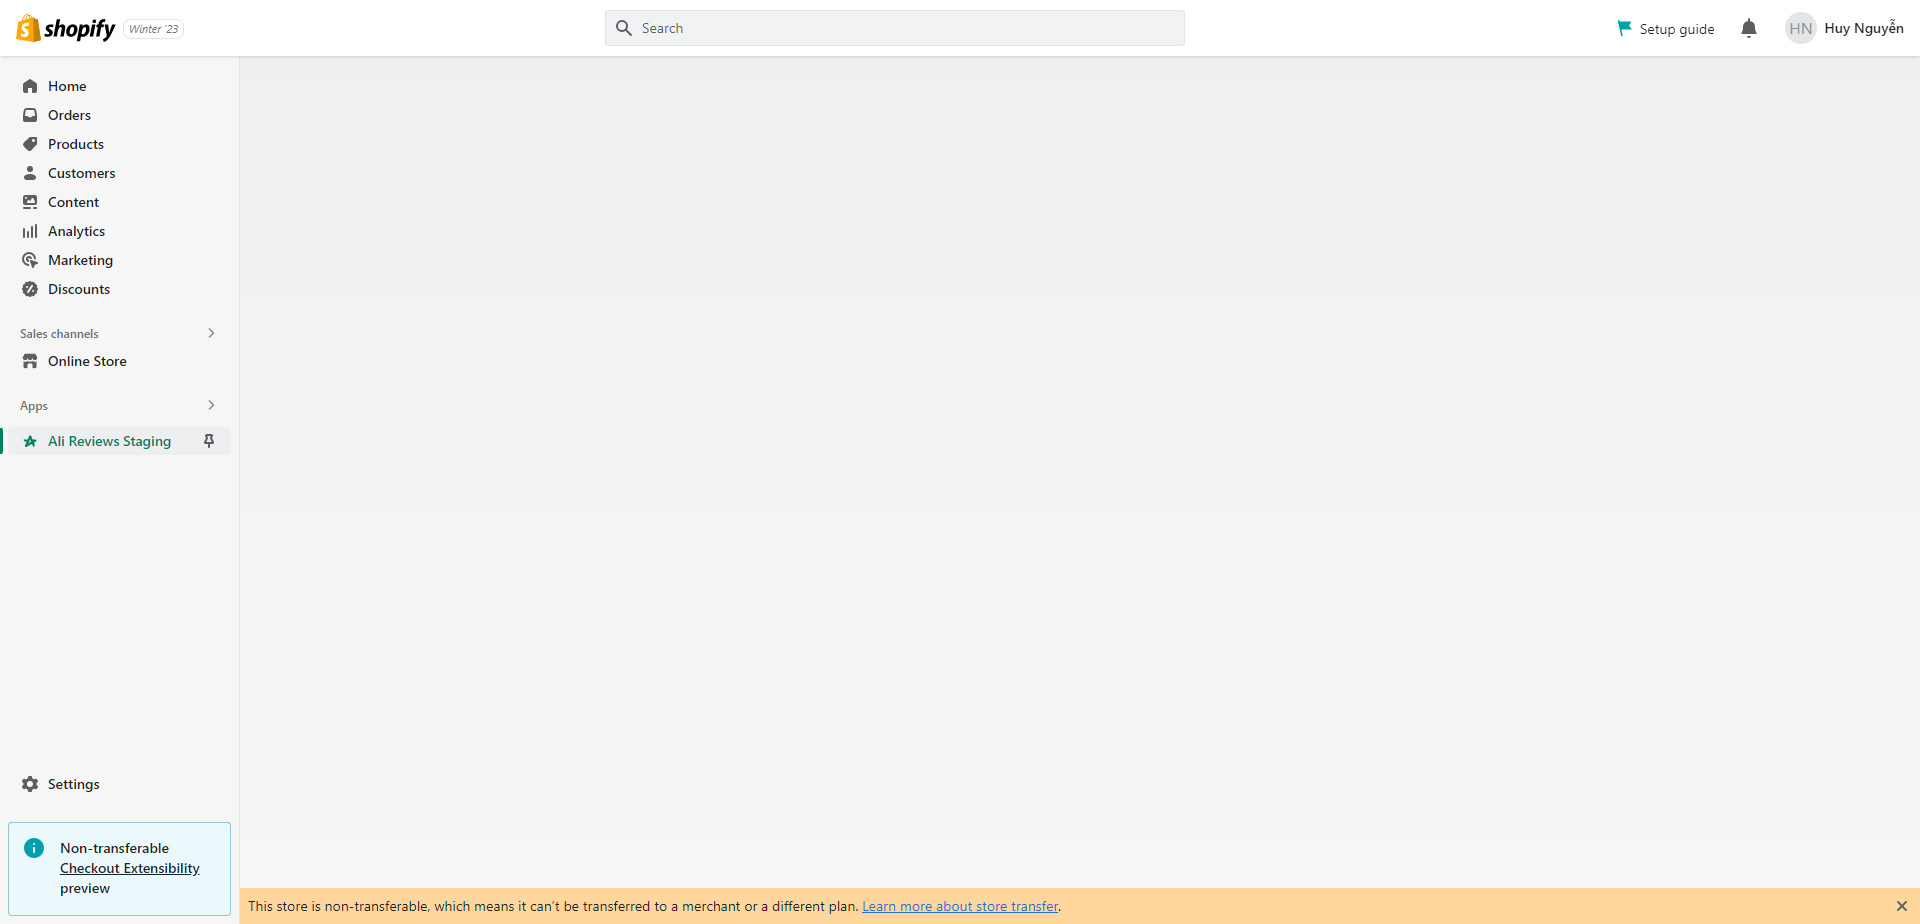 shopify Winter '23
Search
Setup guide
HN Huy Nguyễn
Home
Orders
Products
Customers
Content
Analytics
Marketing
Discounts
Sales channels
Online Store
Apps
Ali Reviews Staging
Settings
Non-transferable
Checkout Extensibility
preview
This store is non-transferable, which means it can’t be transferred to a merchant or a different plan. Learn more about store transfer.